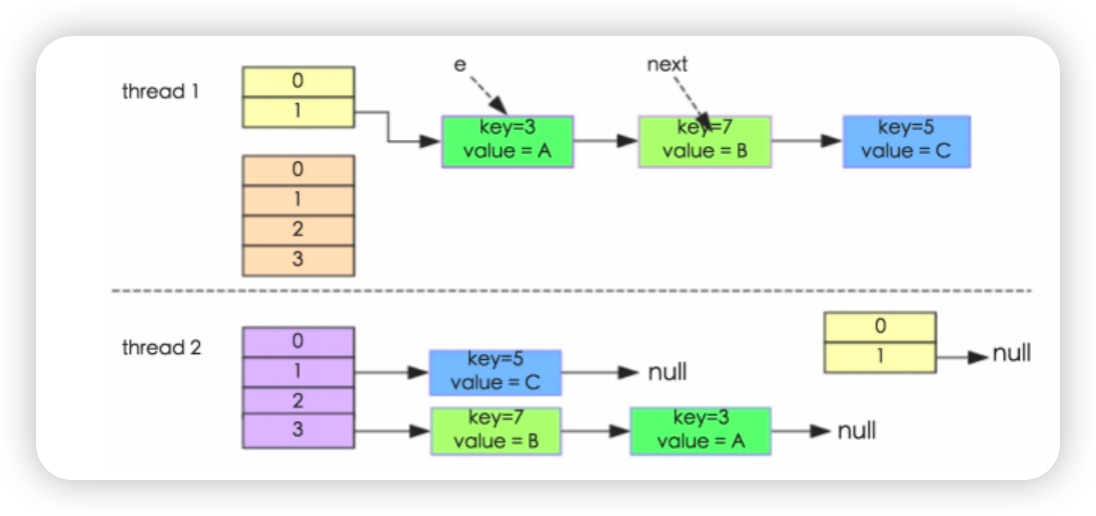 e
next
thread 1
0
1
key=3
value = A
key=7
value = B
key=5
value = C
0
1
2
3
thread 2
0
1
2
3
key=5
value = C
null
key=7
value = B
key=3
value = A
null
0
1
null